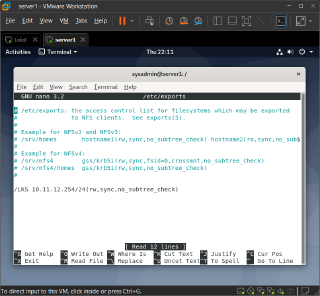 server1 - VMware Workstation
File Edit View VM Tabs Help
server1
Activities Terminal Thu 22:11
sysadmin@server1: /
File Edit View Search Terminal Help
GNU nano 3.2 /etc/exports
# /etc/exports: the access control list for filesystems which may be exported
# to NFS clients. See exports(5).
#
# Example for NFSv2 and NFSv3:
# /srv/homes hostname1(rw,sync,no_subtree_check) hostname2(ro,sync,no_sub$
#
# Example for NFSv4:
# /srv/nfs4 gss/krb5i(rw,sync,fsid=0,crossmnt,no_subtree_check)
# /srv/nfs4/homes gss/krb5i(rw,sync,no_subtree_check)
#
/LKS 10.11.12.254/24(rw,sync,no_subtree_check)
[ Read 12 lines ]
^G Get Help ^O Write Out ^W Where Is ^K Cut Text ^J Justify ^C Cur Pos
^X Exit ^R Read File ^\ Replace ^U Uncut Text ^T To Spell ^_ Go To Line
To direct input to this VM, click inside or press Ctrl+G.